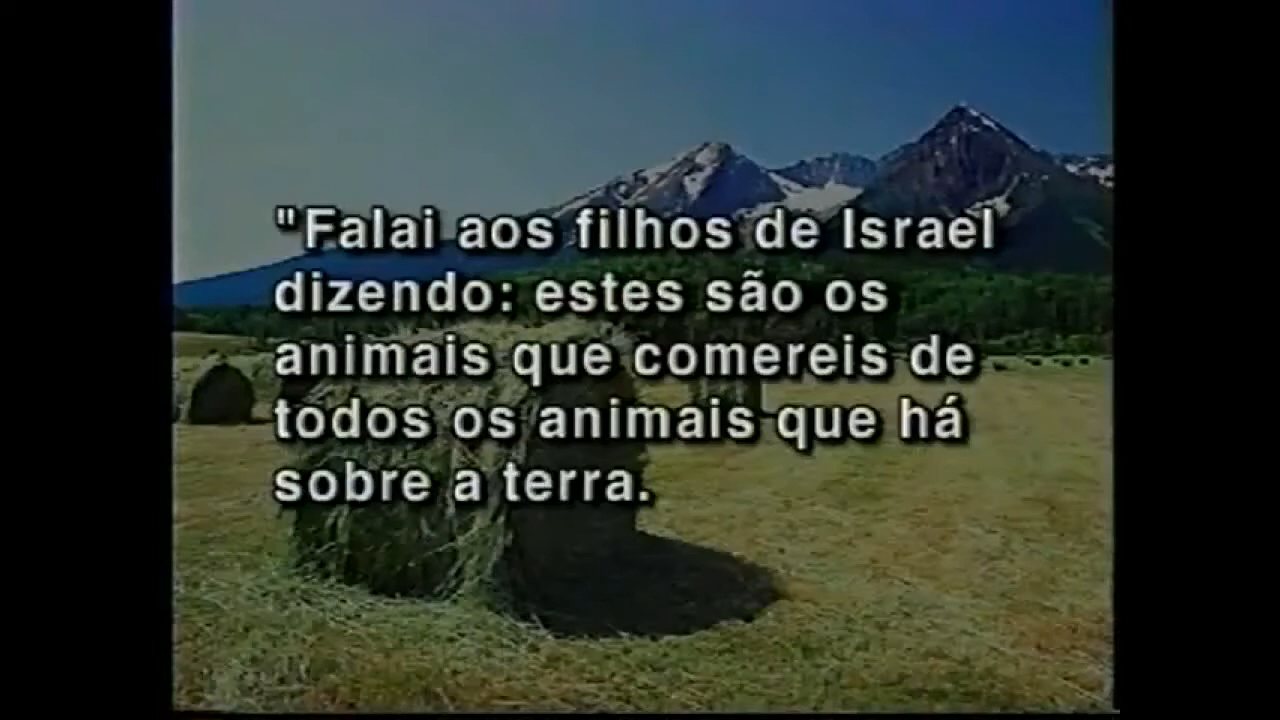 "Falai aos filhos de Israel
dizendo: estes são os
animais que comereis de
todos os animais que há
sobre a terra.